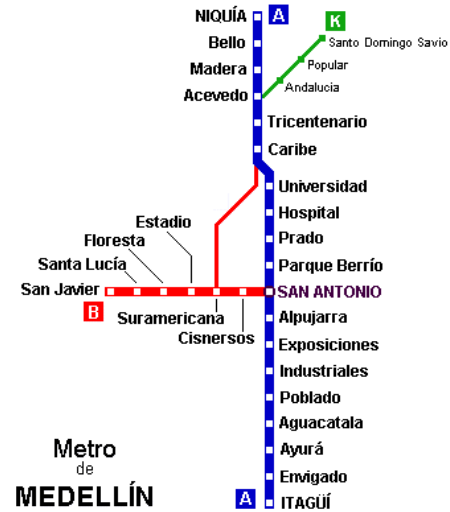 NIQUÍA
A
K
Bello
Santo Domingo Savio
Madera
Popular
Acevedo
Andalucia
Tricentenario
Caribe
Universidad
Hospital
Estadio
Prado
Floresta
Santa Lucía
Parque Berrío
San Javier
SAN ANTONIO
B
Suramericana
Alpujarra
Cisnersos
Exposiciones
Industriales
Poblado
Aguacatala
Metro
Ayurá
de
Envigado
MEDELLÍN
A
ITAGÜÍ